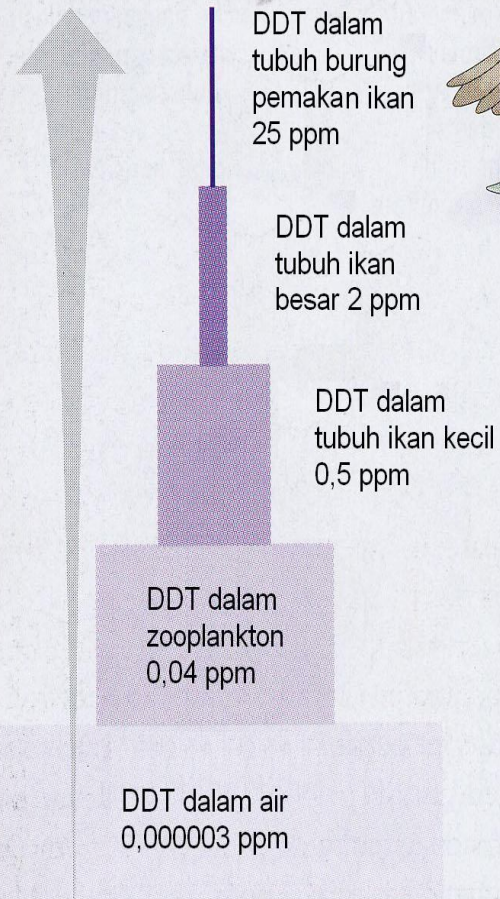 DDT dalam
tubuh burung
pemakan ikan
25 ppm
DDT dalam
tubuh ikan
besar 2 ppm
DDT dalam
tubuh ikan kecil
0,5 ppm
DDT dalam
zooplankton
0,04 ppm
DDT dalam air
0,000003 ppm